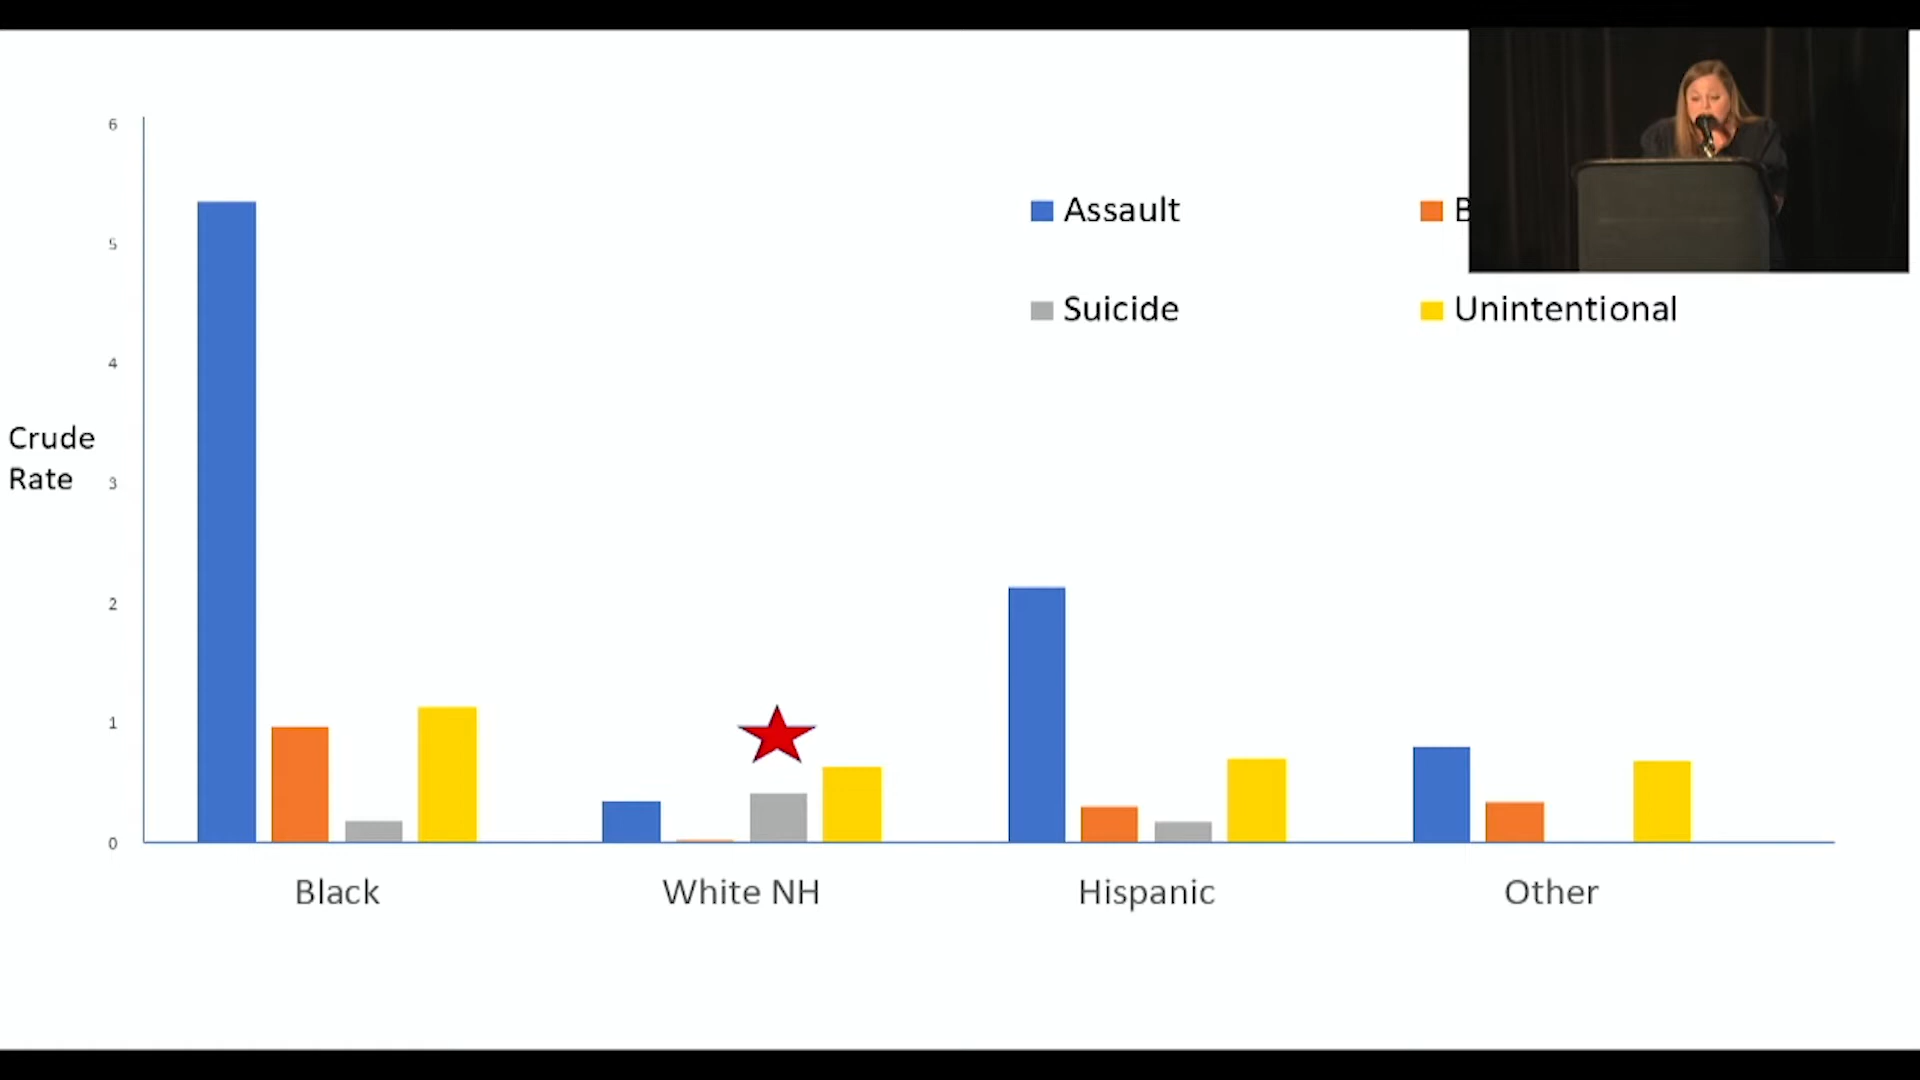 6
5
4
3
2
1
0
Crude
Rate
Assault
B
Suicide
Unintentional
Black
White NH
Hispanic
Other